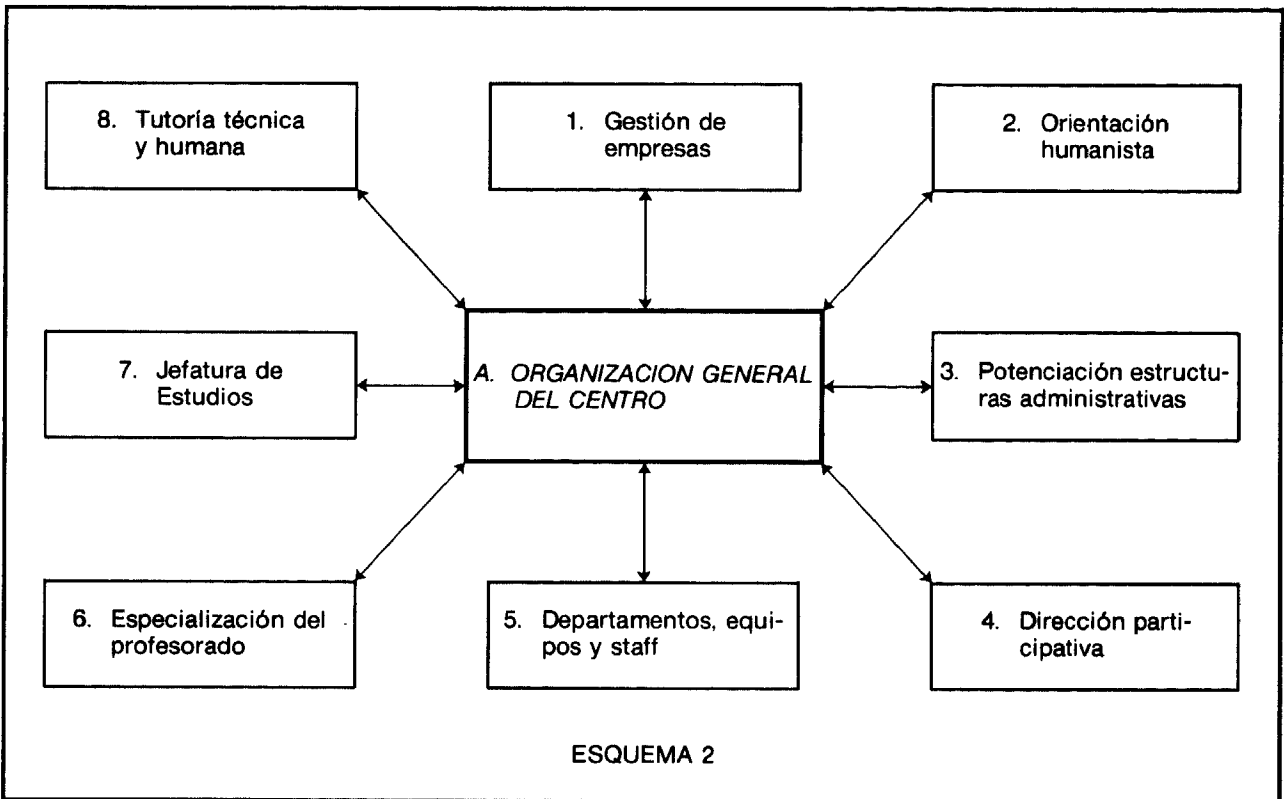 8. Tutoría técnica
y humana
1. Gestión de
empresas
2. Orientación
humanista
7. Jefatura de
Estudios
A. ORGANIZACION GENERAL
DEL CENTRO
3. Potenciación estructu-
ras administrativas
6. Especialización del
profesorado
5. Departamentos, equi-
pos y staff
4. Dirección parti-
cipativa
ESQUEMA 2